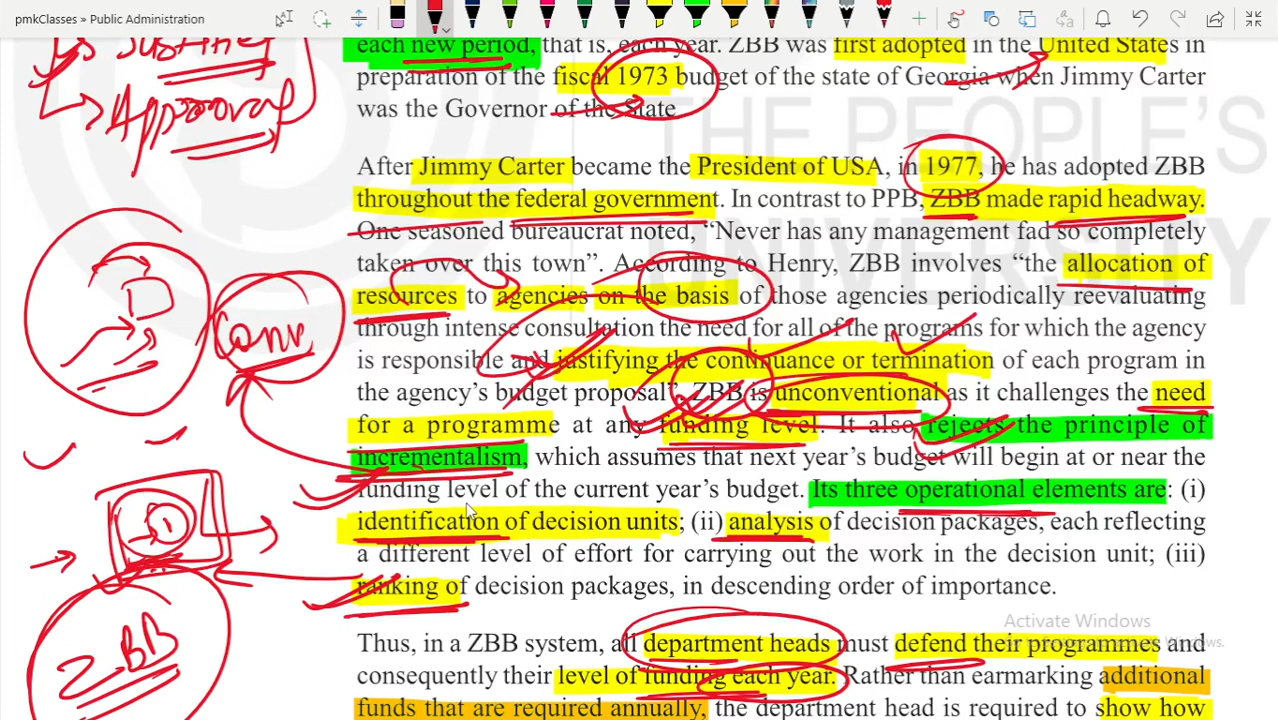 pmkClasses » Public Administration
Justifies
Approval
each new period, that is, each year. ZBB was first adopted in the United States in
preparation of the fiscal 1973 budget of the state of Georgia when Jimmy Carter
was the Governor of the State
THE PEOPLE'S
UNIVERSITY
After Jimmy Carter became the President of USA, in 1977, he has adopted ZBB
throughout the federal government. In contrast to PPB, ZBB made rapid headway.
One seasoned bureaucrat noted, “Never has any management fad so completely
taken over this town”. According to Henry, ZBB involves “the allocation of
resources to agencies on the basis of those agencies periodically reevaluating
through intense consultation the need for all of the programs for which the agency
is responsible and justifying the continuance or termination of each program in
the agency’s budget proposal”. ZBB is unconventional as it challenges the need
for a programme at any funding level. It also rejects the principle of
incrementalism, which assumes that next year’s budget will begin at or near the
funding level of the current year’s budget. Its three operational elements are: (i)
identification of decision units; (ii) analysis of decision packages, each reflecting
a different level of effort for carrying out the work in the decision unit; (iii)
ranking of decision packages, in descending order of importance.
D
Conv
D
ZBB
Activate Windows
Thus, in a ZBB system, all department heads must defend their programmes and
consequently their level of funding each year. Rather than earmarking additional
funds that are required annually, the department head is required to show how